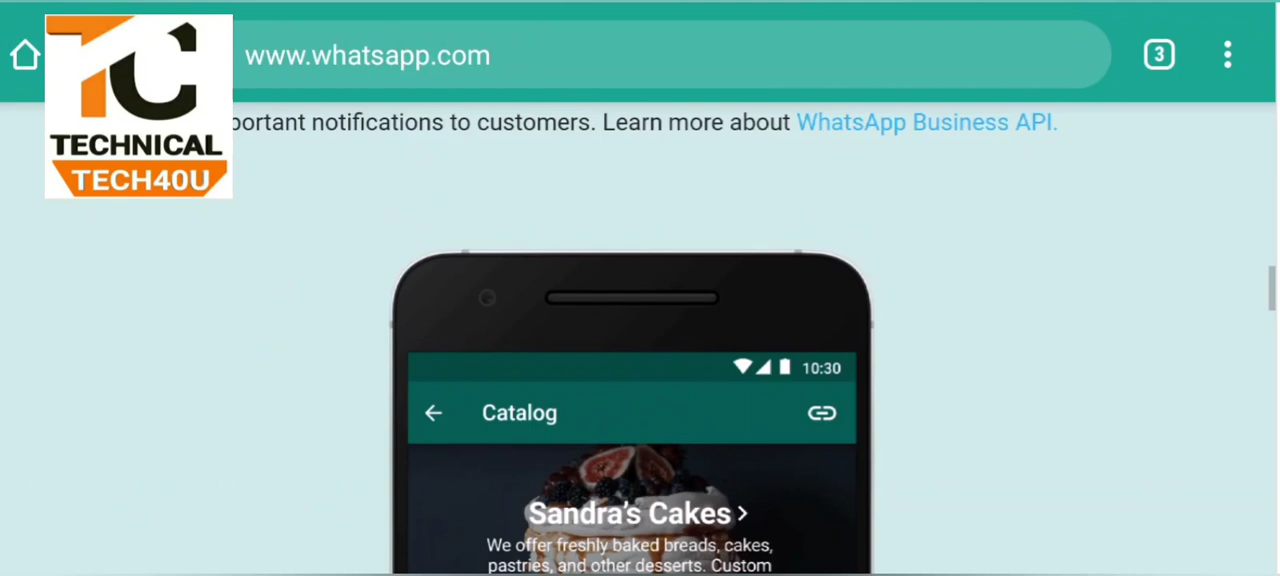 www.whatsapp.com
3
TC
TECHNICAL
TECH40U
portant notifications to customers. Learn more about WhatsApp Business API.
10:30
Catalog
Sandra's Cakes
We offer freshly baked breads, cakes,
pastries, and other desserts. Custom